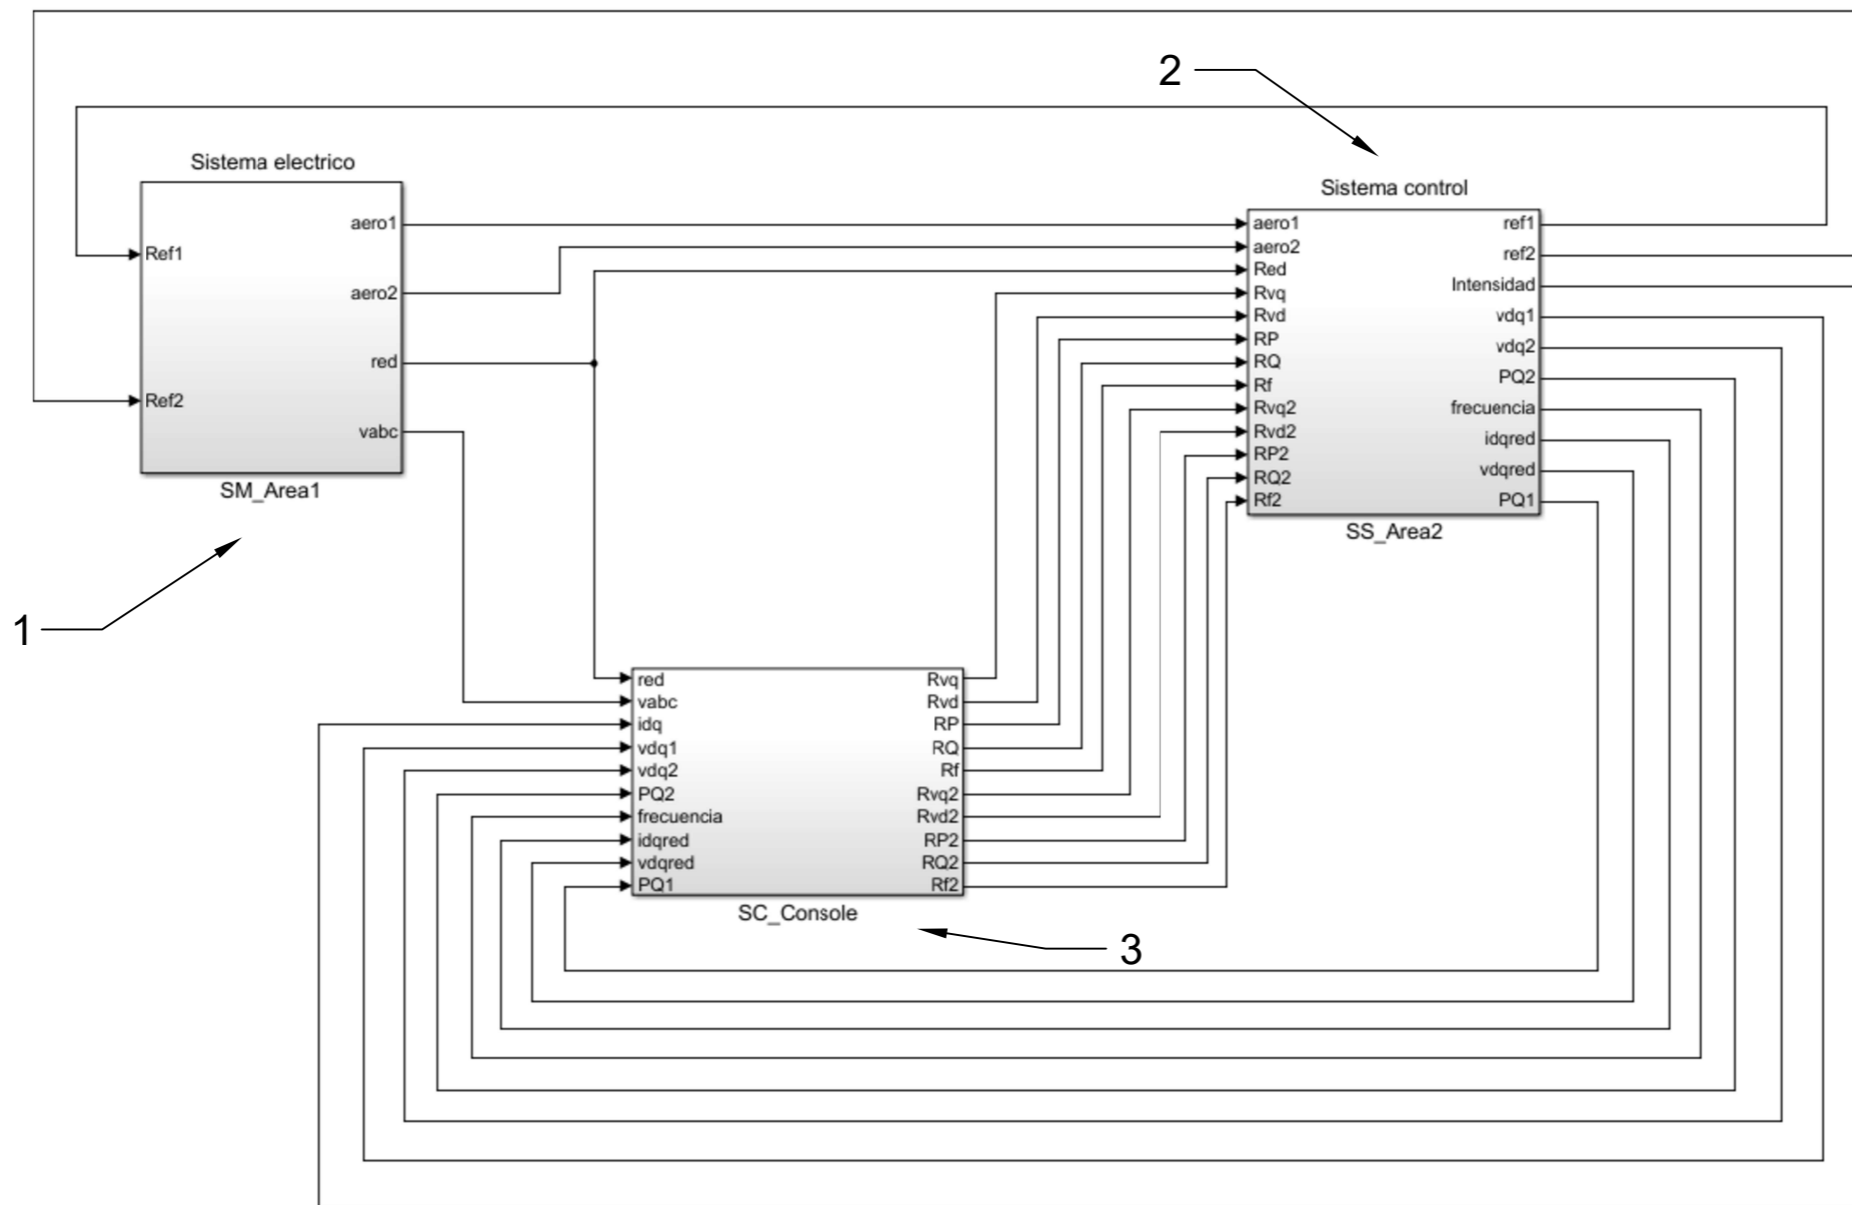 2
Sistema electrico
Ref1
Ref2
aero1
aero2
red
vabc
SM_Area1
1
Sistema control
aero1
aero2
Red
Rvq
Rvd
RP
RQ
Rf
Rvq2
Rvd2
RP2
RQ2
Rf2
ref1
ref2
Intensidad
vdq1
vdq2
PQ2
frecuencia
idqred
vdqred
PQ1
SS_Area2
red
vabc
idq
vdq1
vdq2
PQ2
frecuencia
idqred
vdqred
PQ1
Rvq
Rvd
RP
RQ
Rf
Rvq2
Rvd2
RP2
RQ2
Rf2
SC_Console
3